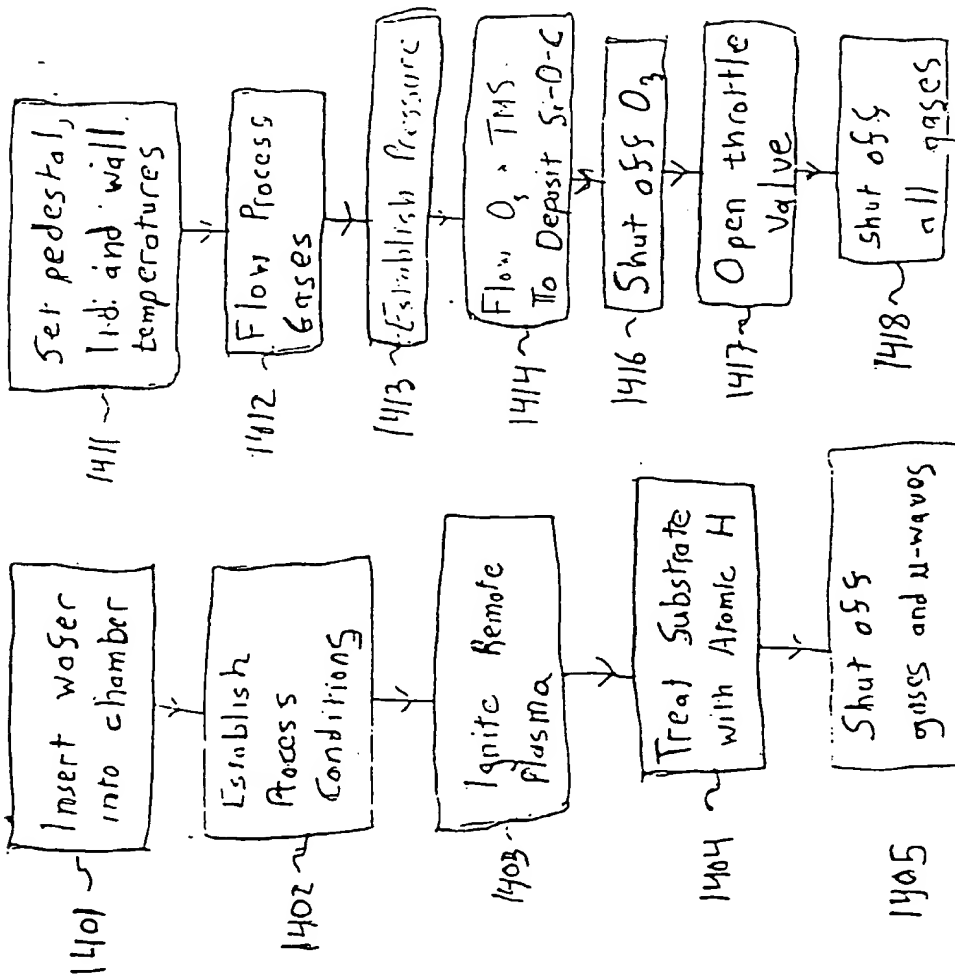 1401
Insert wafer
into chamber
1402
Establish
Process
Conditions
1403
Ignite Remote
Plasma
1404
Treat Substrate
with Atomic H
1405
Shut off
gases and µ-waves
1411
Set pedestal,
lid and wall
temperatures
1412
Flow Process
Gases
1413
Establish Pressure
1414
Flow O₃ + TMS
To Deposit Si-O-C
1416
Shut off O₃
1417
Open throttle
Valve
1418
Shut off
all gases